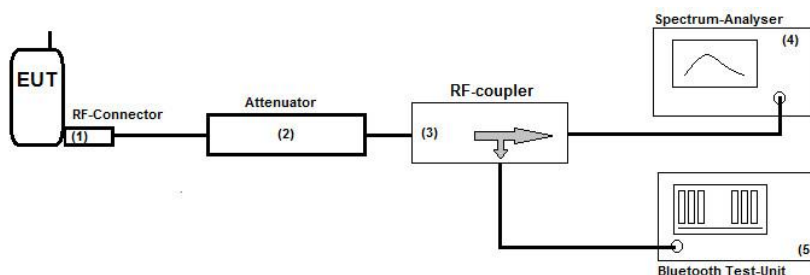 Spectrum-Analyser
(4)
EUT
RF-Connector
(1)
Attenuator
(2)
RF-coupler
(3)
(5
Bluetooth Test-Unit